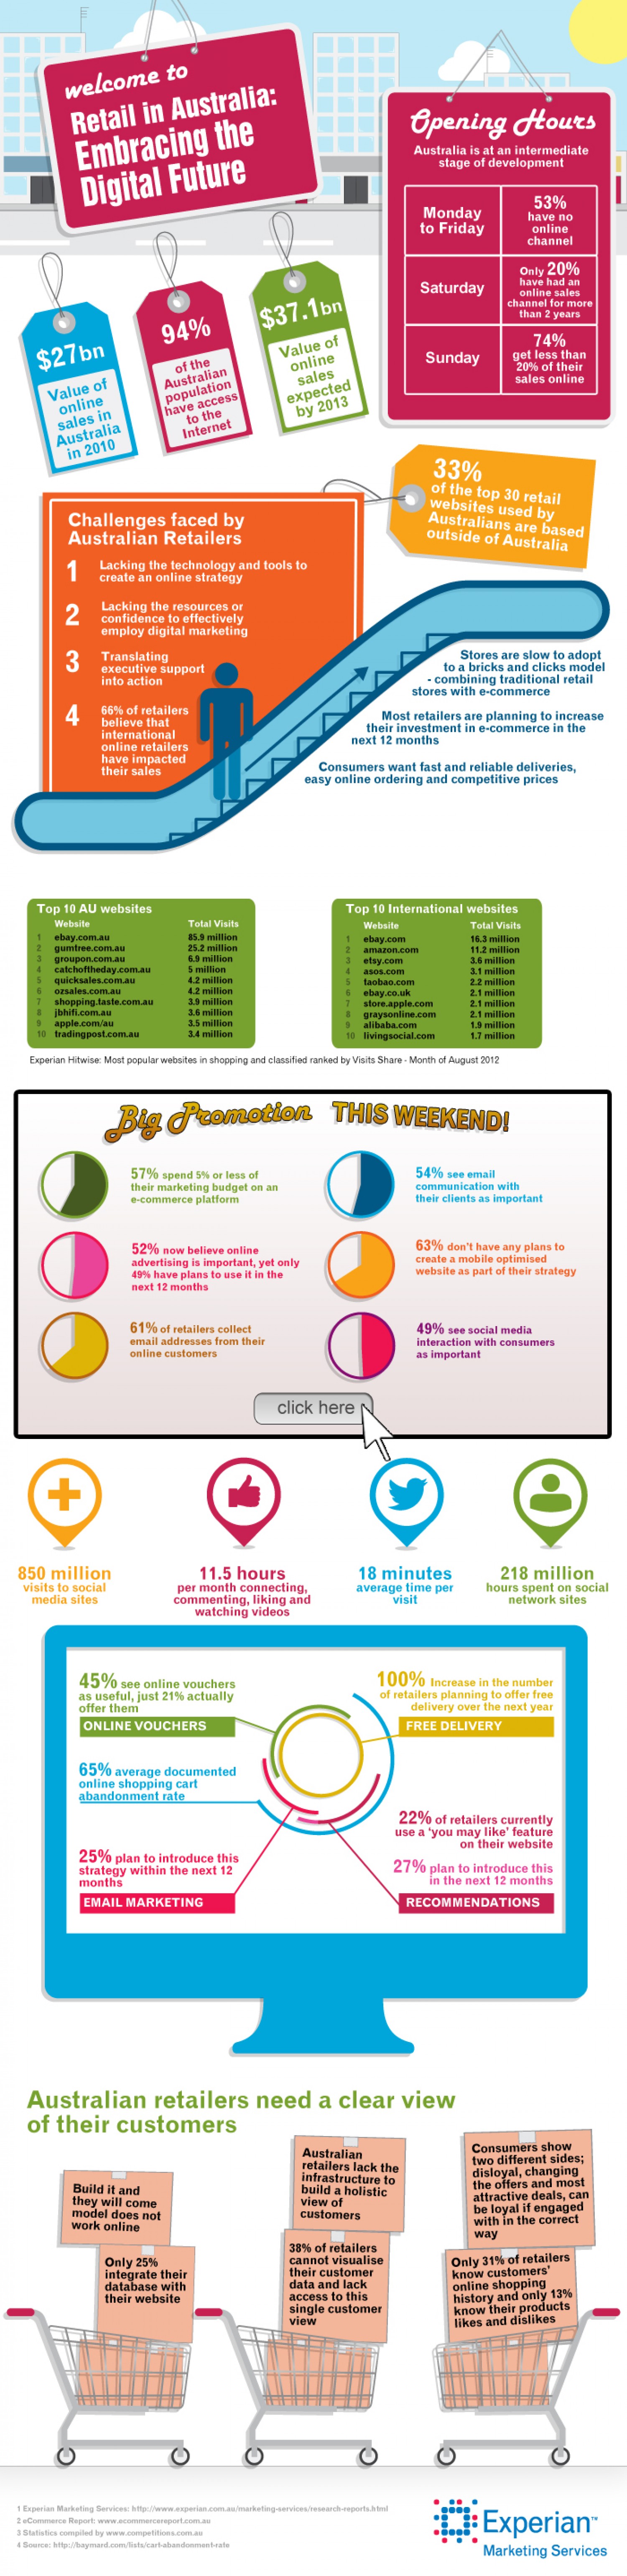 welcome to
Retail in Australia:
Embracing the
Digital Future
Opening Hours
Australia is at an intermediate
stage of development
Monday
to Friday
53%
have no
online
channel
Saturday
Only 20%
have had an
online sales
channel for more
than 2 years
Sunday
74%
get less than
20% of their
sales online
$27bn
Value of
online
sales in
Australia
in 2010
94%
of the
Australian
population
have access
to the
Internet
$37.1bn
Value of
online
sales
expected
by 2013
33%
of the top 30 retail
websites used by
Australians are based
outside of Australia
Challenges faced by
Australian Retailers
1 Lacking the technology and tools to
create an online strategy
2 Lacking the resources or
confidence to effectively
employ digital marketing
3 Translating
executive support
into action
4 66% of retailers
believe that
international
online retailers
have impacted
their sales
Stores are slow to adopt
to a bricks and clicks model
- combining traditional retail
stores with e-commerce
Most retailers are planning to increase
their investment in e-commerce in the
next 12 months
Consumers want fast and reliable deliveries,
easy online ordering and competitive prices
Top 10 AU websites
Website Total Visits
1 ebay.com.au 85.9 million
2 gumtree.com.au 25.2 million
3 groupon.com.au 6.9 million
4 catchoftheday.com.au 5 million
5 quicksales.com.au 4.2 million
6 ozsales.com.au 4.2 million
7 shopping.taste.com.au 3.9 million
8 jbhifi.com.au 3.6 million
9 apple.com/au 3.5 million
10 tradingpost.com.au 3.4 million
Top 10 International websites
Website Total Visits
1 ebay.com 16.3 million
2 amazon.com 11.2 million
3 etsy.com 3.6 million
4 asos.com 3.1 million
5 taobao.com 2.2 million
6 ebay.co.uk 2.1 million
7 store.apple.com 2.1 million
8 graysonline.com 2.1 million
9 alibaba.com 1.9 million
10 livingsocial.com 1.7 million
Experian Hitwise: Most popular websites in shopping and classified ranked by Visits Share - Month of August 2012
Big Promotion THIS WEEKEND!
57% spend 5% or less of
their marketing budget on an
e-commerce platform
54% see email
communication with
their clients as important
52% now believe online
advertising is important, yet only
49% have plans to use it in the
next 12 months
63% don't have any plans to
create a mobile optimised
website as part of their strategy
61% of retailers collect
email addresses from their
online customers
49% see social media
interaction with consumers
as important
click here
850 million
visits to social
media sites
11.5 hours
per month connecting,
commenting, liking and
watching videos
18 minutes
average time per
visit
218 million
hours spent on social
network sites
45% see online vouchers
as useful, just 21% actually
offer them
ONLINE VOUCHERS
100% Increase in the number
of retailers planning to offer free
delivery over the next year
FREE DELIVERY
65% average documented
online shopping cart
abandonment rate
22% of retailers currently
use a 'you may like' feature
on their website
25% plan to introduce this
strategy within the next 12
months
EMAIL MARKETING
27% plan to introduce this
in the next 12 months
RECOMMENDATIONS
Australian retailers need a clear view
of their customers
Build it and
they will come
model does not
work online
Only 25%
integrate their
database with
their website
Australian
retailers lack the
infrastructure to
build a holistic
view of
customers
38% of retailers
cannot visualise
their customer
data and lack
access to this
single customer
view
Consumers show
two different sides;
disloyal, changing
the offers and most
attractive deals, can
be loyal if engaged
with in the correct
way
Only 31% of retailers
know customers'
online shopping
history and only 13%
know their products
likes and dislikes
1 Experian Marketing Services: http://www.experian.com.au/marketing-services/research-reports.html
2 eCommerce Report: www.ecommercereport.com.au
3 Statistics compiled by www.competitions.com.au
4 Source: http://baymard.com/lists/cart-abandonment-rate
Experian™
Marketing Services